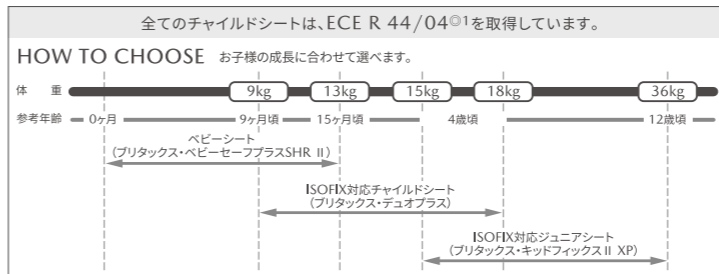 全てのチャイルドシートは、ECE R 44/04◎1を取得しています。
HOW TO CHOOSE お子様の成長に合わせて選べます。
体 重 9kg 13kg 15kg 18kg 36kg
参考年齢 0ヶ月 9ヶ月頃 15ヶ月頃 4歳頃 12歳頃
ベビーシート
(ブリタックス・ベビーセーフプラスSHR II)
ISOFIX対応チャイルドシート
(ブリタックス・デュオプラス)
ISOFIX対応ジュニアシート
(ブリタックス・キッドフィックスII XP)